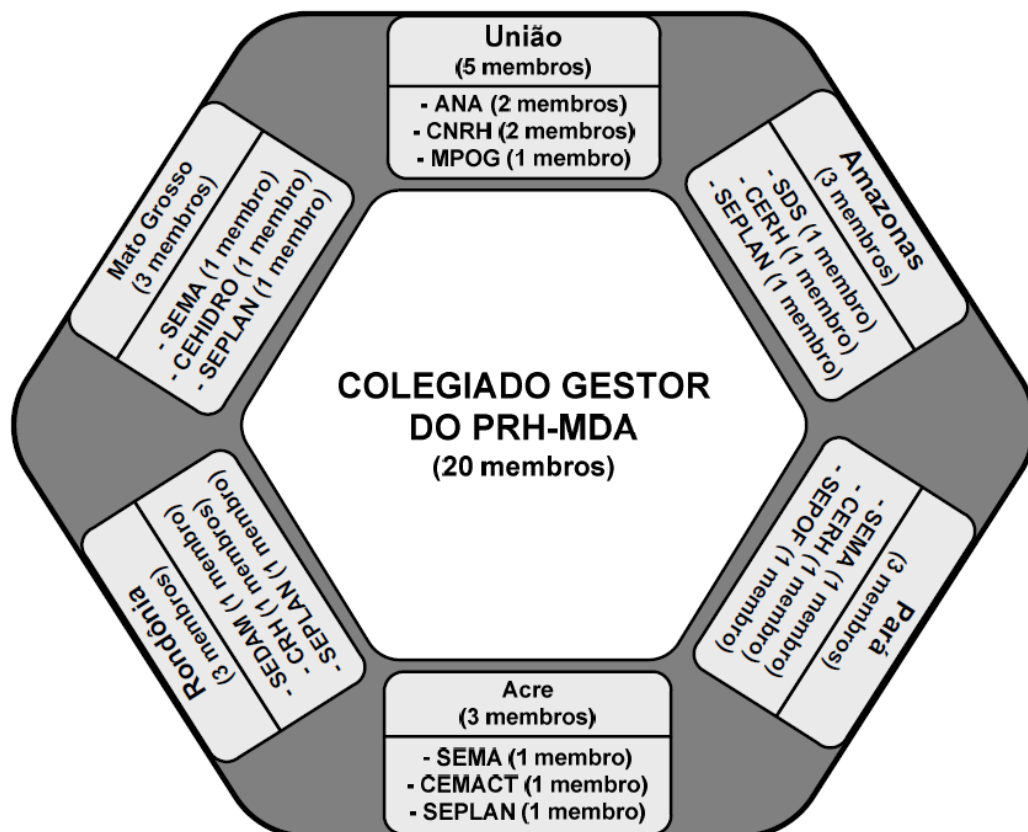 União
(5 membros)
- ANA (2 membros)
- CNRH (2 membros)
- MPOG (1 membro)
Amazonas
(3 membros)
- SDS (1 membro)
- CERH (1 membro)
- SEPLAN (1 membro)
Pará
(3 membros)
- SEMA (1 membro)
- CERH (1 membro)
- SEPOF (1 membro)
Acre
(3 membros)
- SEMA (1 membro)
- CEMACT (1 membro)
- SEPLAN (1 membro)
Rondônia
(3 membros)
- SEDAM (1 membro)
- CRH (1 membros)
- SEPLAN (1 membro)
Mato Grosso
(3 membros)
- SEMA (1 membro)
- CEHIDRO (1 membro)
- SEPLAN (1 membro)
COLEGIADO GESTOR
DO PRH-MDA
(20 membros)